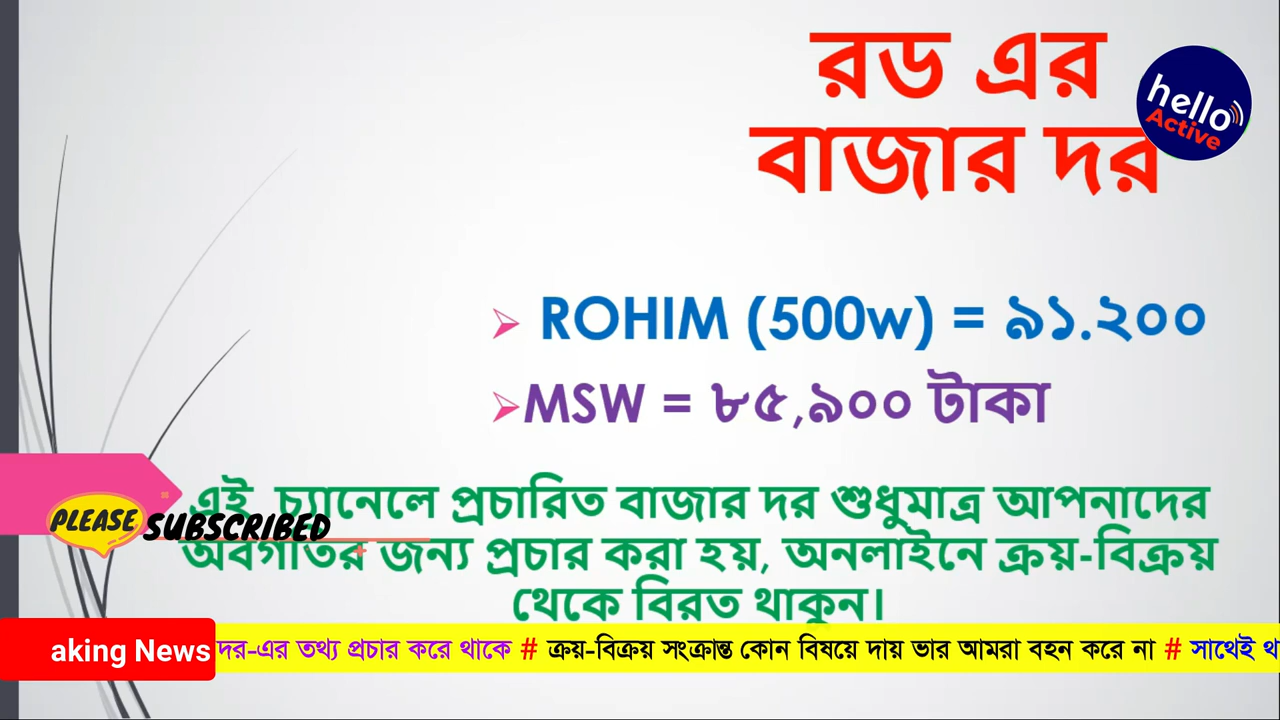 রড এর
বাজার দর
hello
Active
ROHIM (500w) = ৯১.২০০
MSW = ৮৫,৯০০ টাকা
এই চ্যানেলে প্রচারিত বাজার দর শুধুমাত্র আপনাদের
অবগতির জন্য প্রচার করা হয়, অনলাইনে ক্রয়-বিক্রয়
থেকে বিরত থাকুন।
PLEASE SUBSCRIBED
aking News দর-এর তথ্য প্রচার করে থাকে # ক্রয়-বিক্রয় সংক্রান্ত কোন বিষয়ে দায় ভার আমরা বহন করে না # সাথেই থ